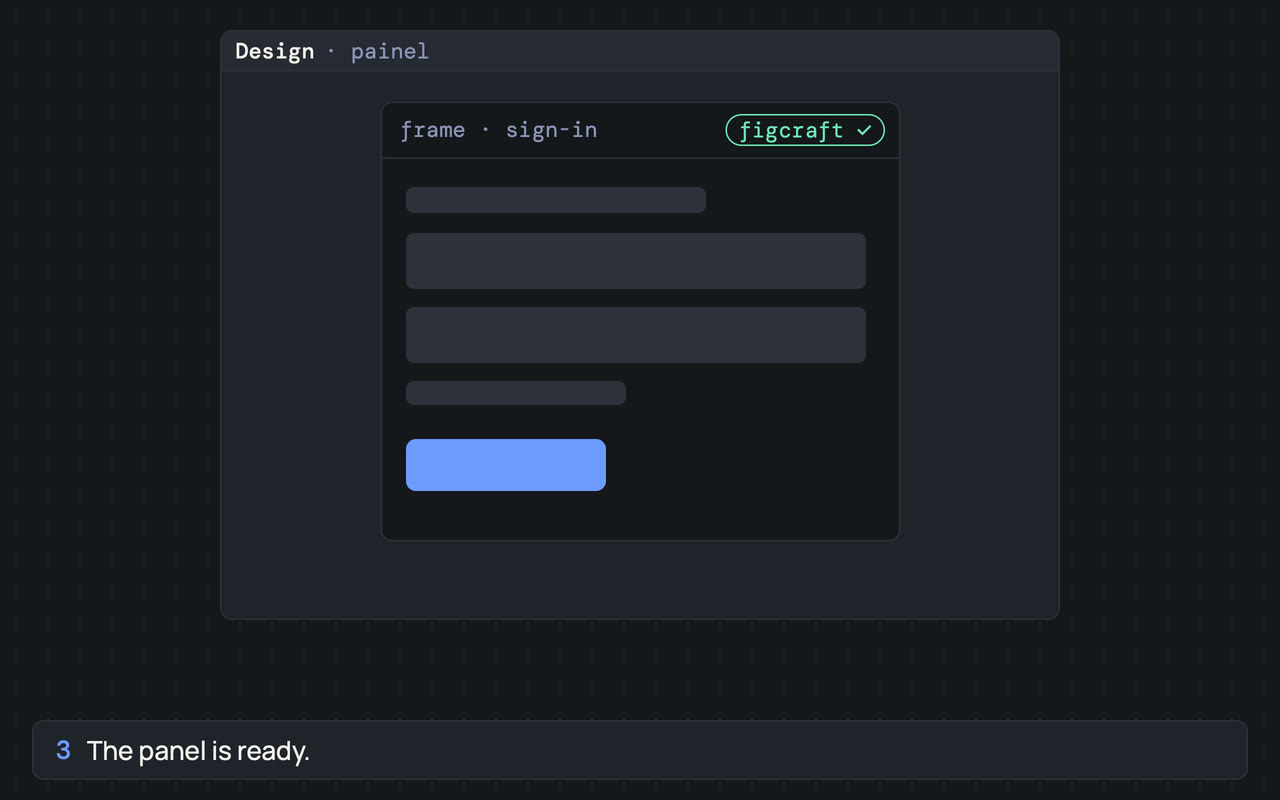 Design · painel
frame · sign-in
figcraft ✓
3 The panel is ready.